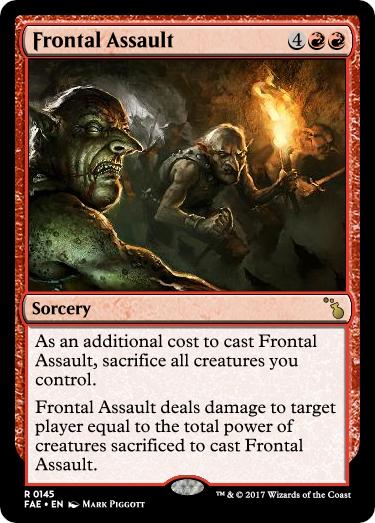 Frontal Assault 4
Sorcery
As an additional cost to cast Frontal
Assault, sacrifice all creatures you
control.
Frontal Assault deals damage to target
player equal to the total power of
creatures sacrificed to cast Frontal
Assault.
R 0145
FAE • EN Mark Piggott
™ & © 2017 Wizards of the Coast